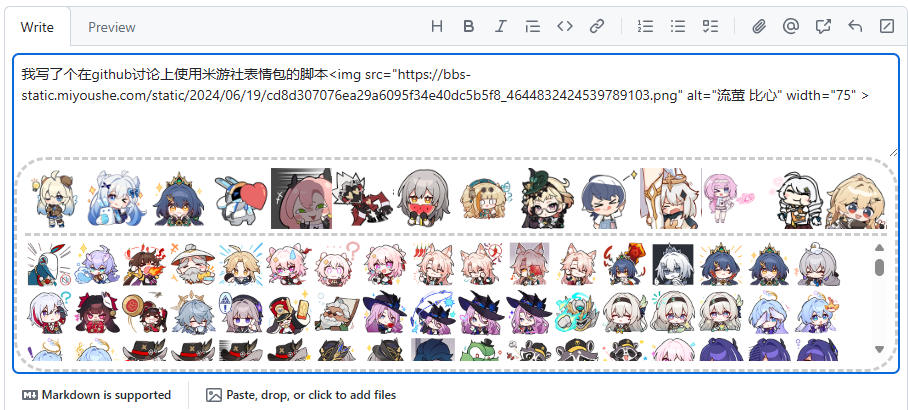 Write Preview
我写了个在github讨论上使用米游社表情包的脚本<img src="https://bbs-
static.miyoushe.com/static/2024/06/19/cd8d307076ea29a6095f34e40dc5b5f8_4644832424539789103.png" alt="流萤 比心" width="75" >
Markdown is supported
Paste, drop, or click to add files